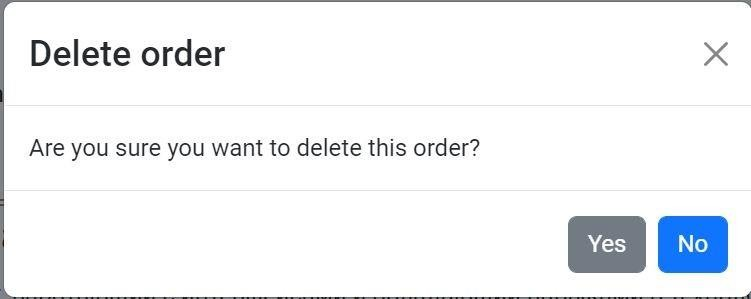 Delete order
Are you sure you want to delete this order?
Yes
No